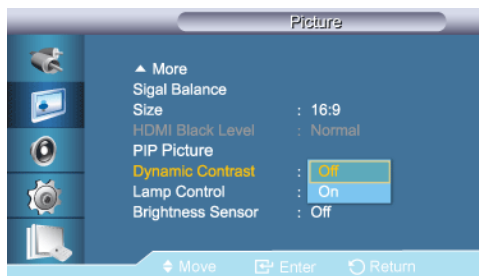 Picture
▲ More
Sigal Balance
Size : 16:9
HDMI Black Level : Normal
PIP Picture
Dynamic Contrast : Off
Lamp Control : On
Brightness Sensor : Off
Move Enter Return